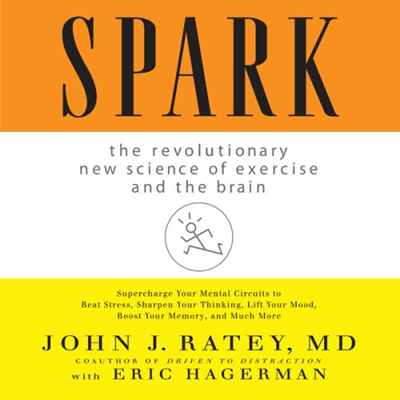 SPARK
the revolutionary
new science of exercise
and the brain
Supercharge Your Mental Circuits to
Beat Stress, Sharpen Your Thinking, Lift Your Mood,
Boost Your Memory, and Much More
JOHN J. RATEY, MD
COAUTHOR OF DRIVEN TO DISTRACTION
with ERIC HAGERMAN